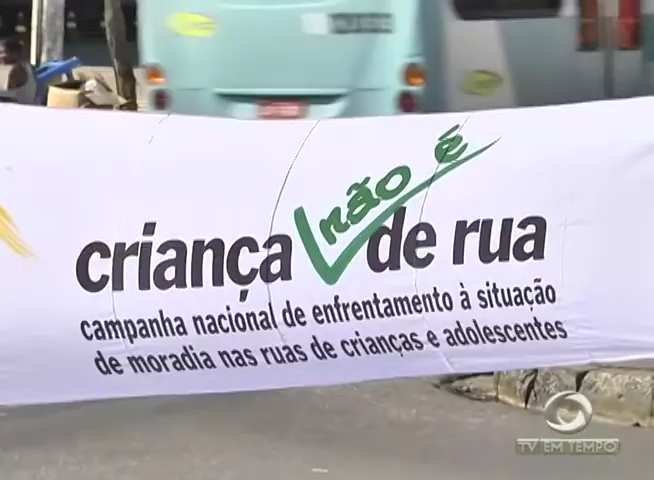 não é
criança de rua
campanha nacional de enfrentamento à situação
de moradia nas ruas de crianças e adolescentes
TV EM TEMPO